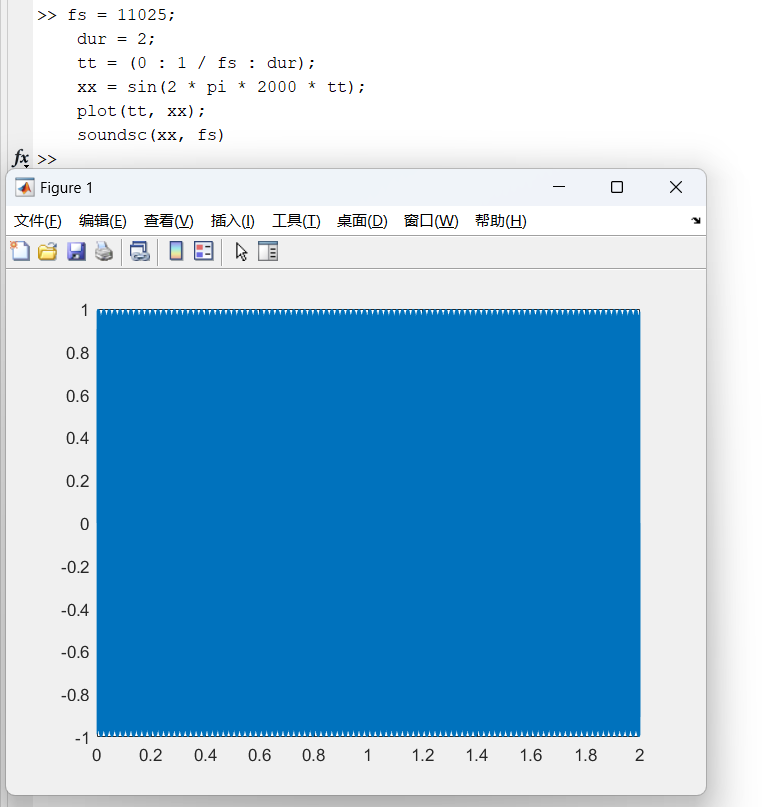 >> fs = 11025;
dur = 2;
tt = (0 : 1 / fs : dur);
xx = sin(2 * pi * 2000 * tt);
plot(tt, xx);
soundsc(xx, fs)
fx >>
Figure 1
文件(F) 编辑(E) 查看(V) 插入(I) 工具(T) 桌面(D) 窗口(W) 帮助(H)
1
0.8
0.6
0.4
0.2
0
-0.2
-0.4
-0.6
-0.8
-1
0 0.2 0.4 0.6 0.8 1 1.2 1.4 1.6 1.8 2